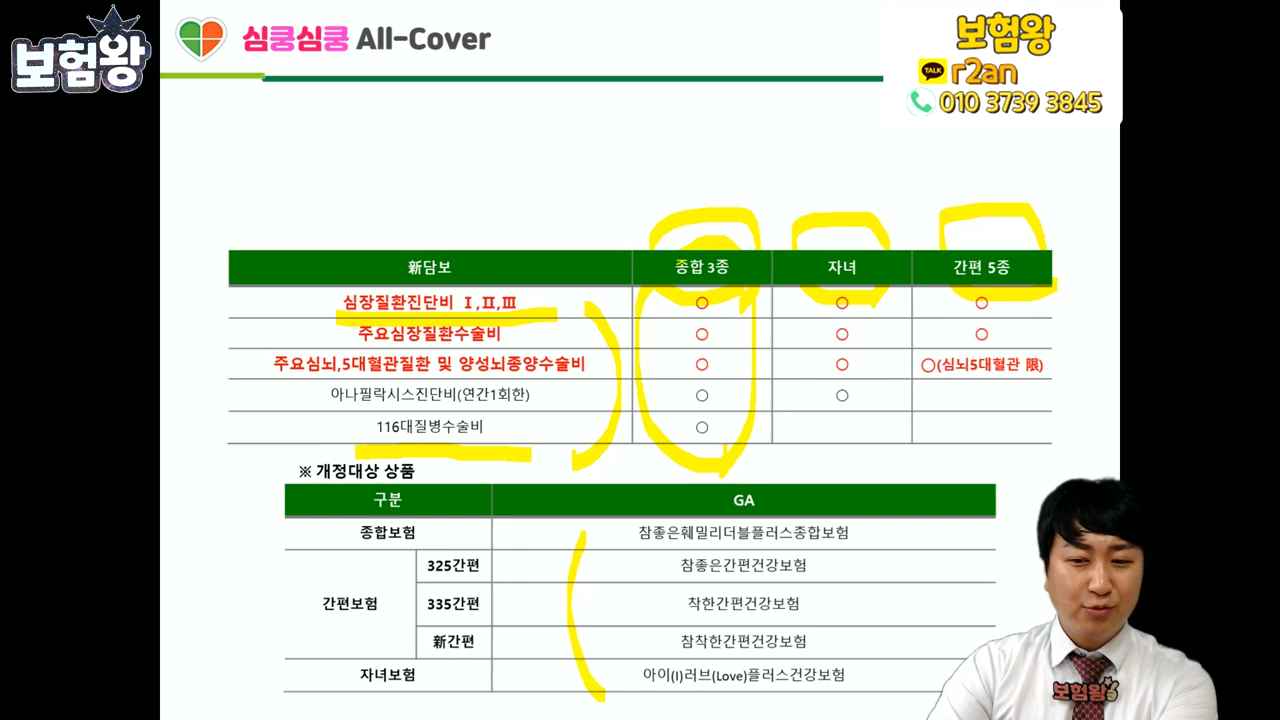 보험왕
심쿵심쿵 All-Cover
보험왕
TALK r2an
010 3739 3845
新담보 종합 3종 자녀 간편 5종
심장질환진단비 Ⅰ,Ⅱ,Ⅲ ○ ○ ○
주요심장질환수술비 ○ ○ ○
주요심뇌,5대혈관질환 및 양성뇌종양수술비 ○ ○ ○(심뇌5대혈관 限)
아나필락시스진단비(연간1회한) ○ ○
116대질병수술비 ○
※ 개정대상 상품
구분 GA
종합보험 참좋은훼밀리더블플러스종합보험
간편보험 325간편 참좋은간편건강보험
335간편 착한간편건강보험
新간편 참착한간편건강보험
자녀보험 아이(I)러브(Love)플러스건강보험
보험왕